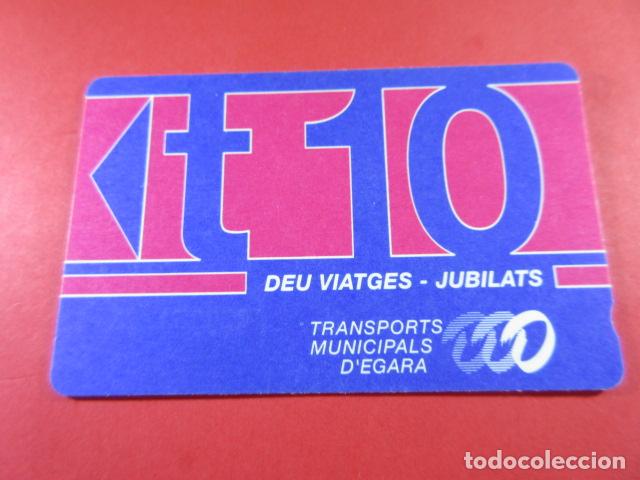 t10
DEU VIATGES - JUBILATS
TRANSPORTS
MUNICIPALS
D'EGARA
todocoleccion